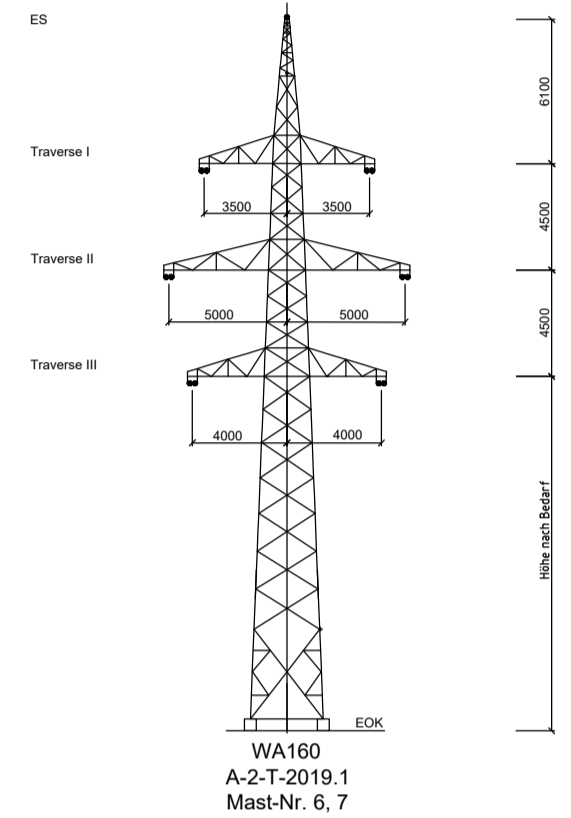 ES
6100
Traverse I
3500 3500
4500
Traverse II
5000 5000
4500
Traverse III
4000 4000
Höhe nach Bedarf
EOK
WA160
A-2-T-2019.1
Mast-Nr. 6, 7